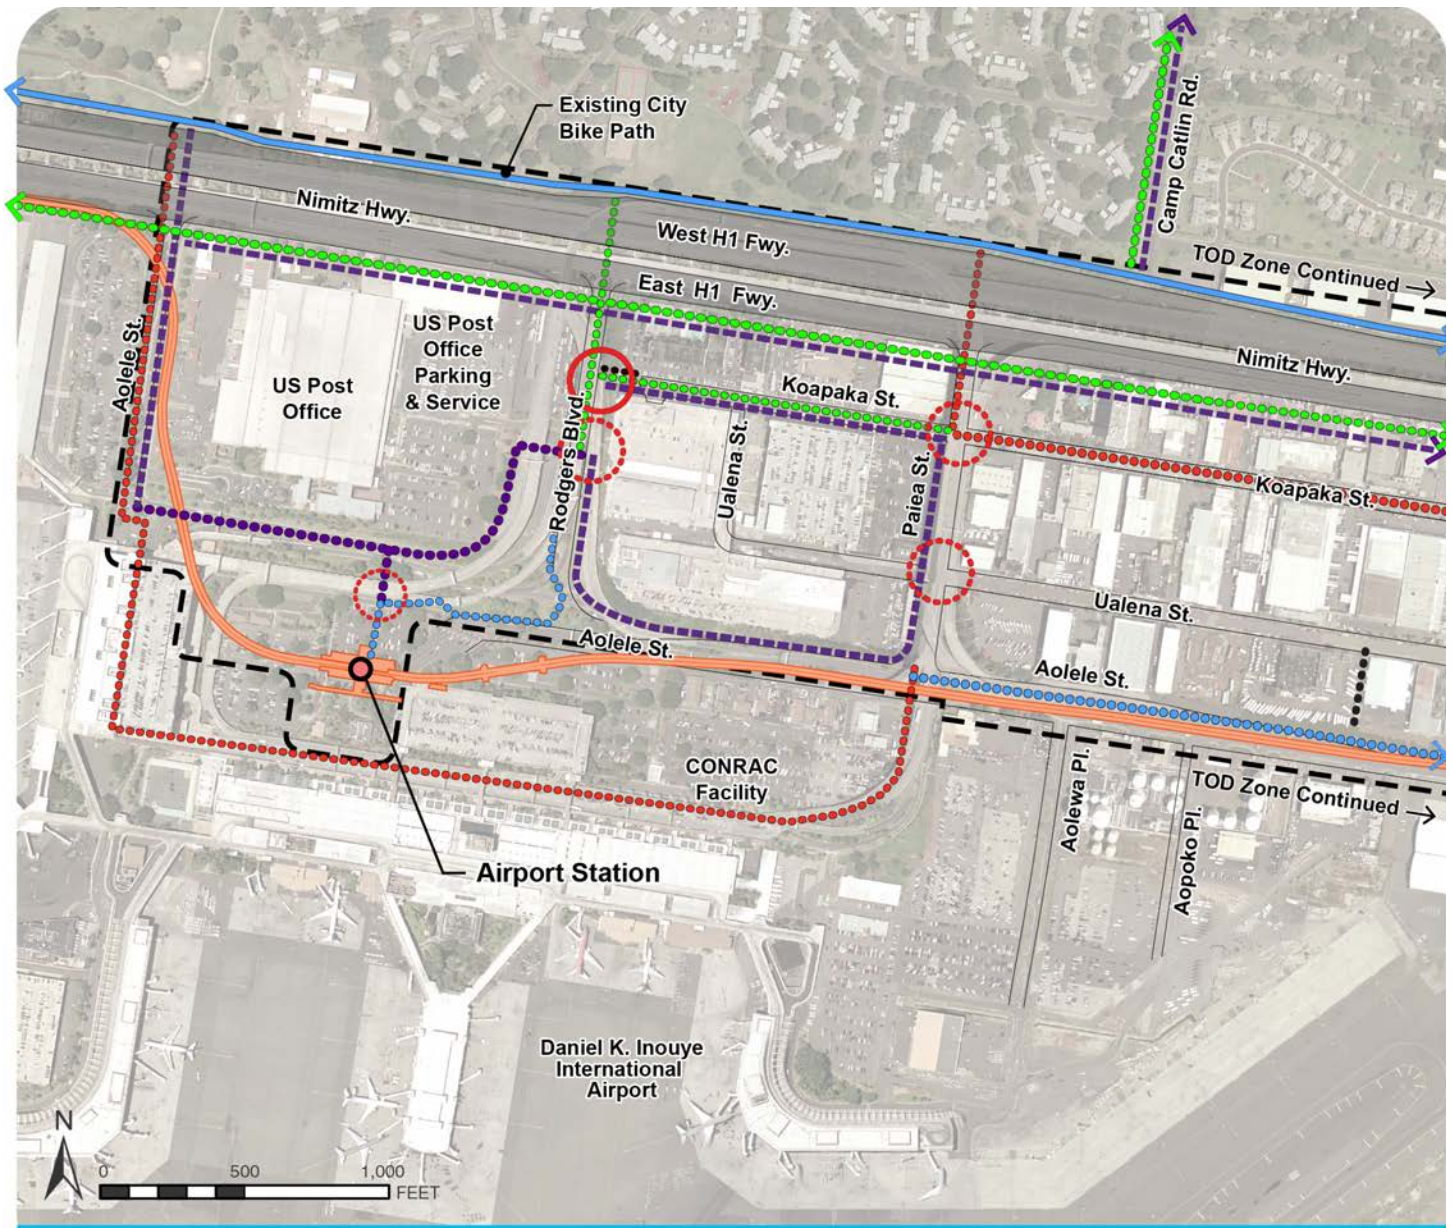 Existing City
Bike Path
Camp Catlin Rd.
Nimitz Hwy.
West H1 Fwy.
TOD Zone Continued →
East H1 Fwy.
Aolele St.
US Post
Office
Parking
& Service
US Post
Office
Nimitz Hwy.
Koapaka St.
Rodgers Blvd.
Ualena St.
Paiea St.
Koapaka St.
Ualena St.
Aolele St.
Aolele St.
CONRAC
Facility
Aolewa Pl.
TOD Zone Continued →
Aopoko Pl.
Airport Station
Daniel K. Inouye
International
Airport
N
0 500 1,000
FEET